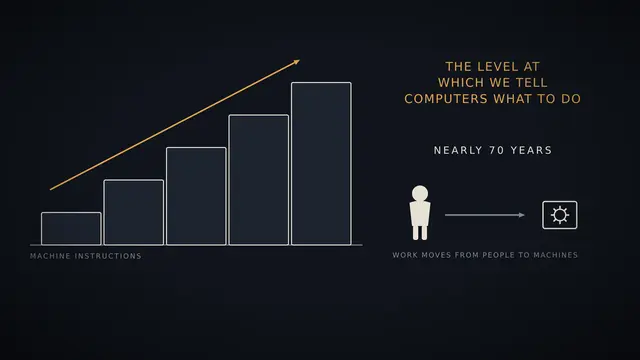 THE LEVEL AT
WHICH WE TELL
COMPUTERS WHAT TO DO
NEARLY 70 YEARS
MACHINE INSTRUCTIONS
WORK MOVES FROM PEOPLE TO MACHINES